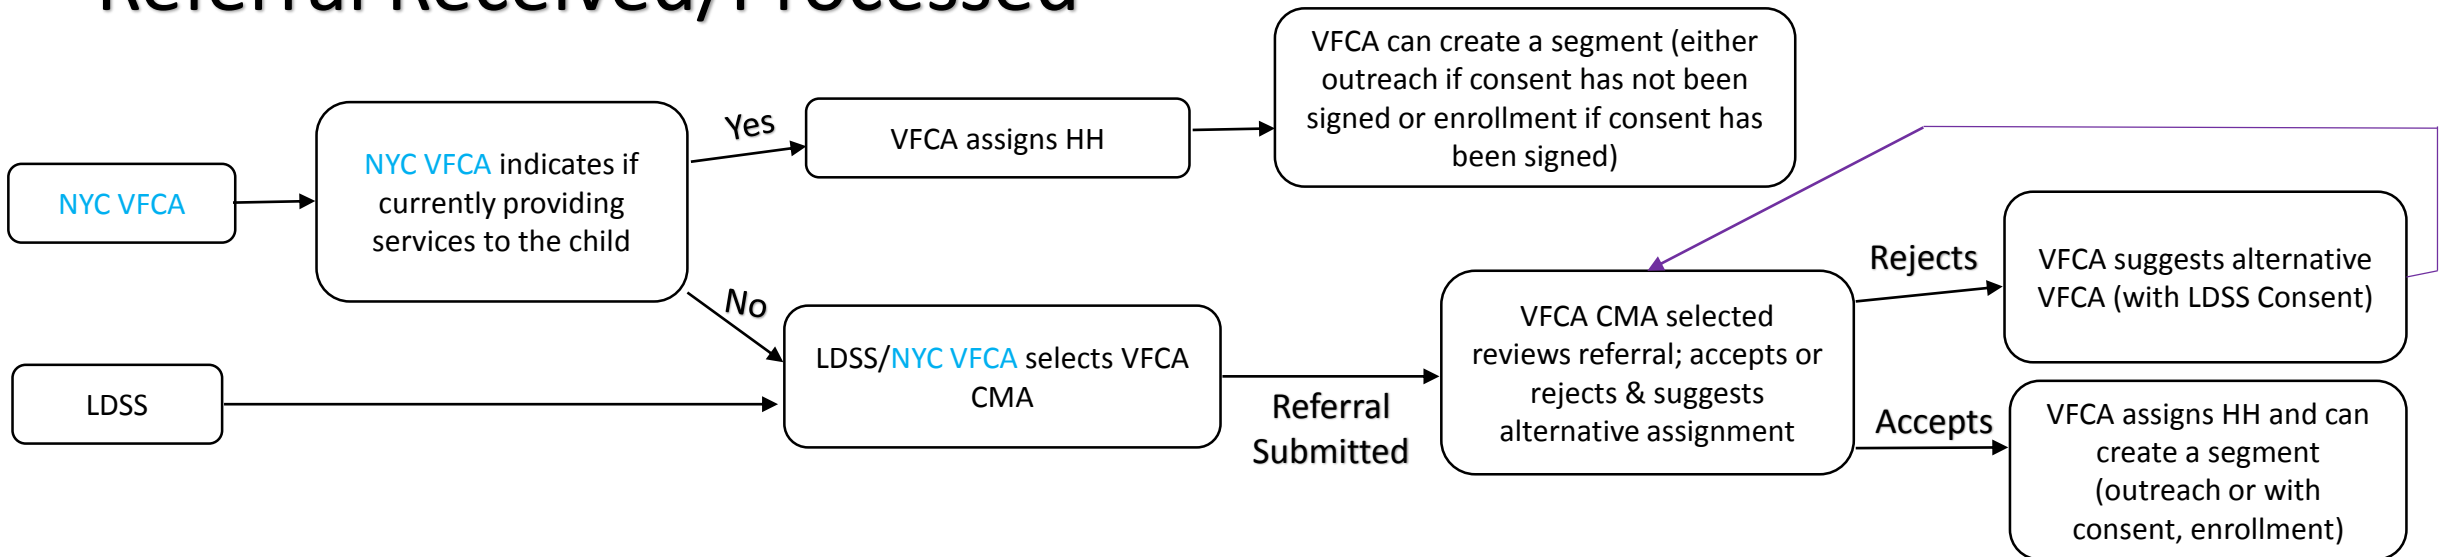 Referral Received/Processed
VFCA can create a segment (either
outreach if consent has not been
signed or enrollment if consent has
been signed)
Yes
VFCA assigns HH
NYC VFCA indicates if
currently providing
services to the child
NYC VFCA
No
LDSS/NYC VFCA selects VFCA
CMA
LDSS
Referral
Submitted
VFCA CMA selected
reviews referral; accepts or
rejects & suggests
alternative assignment
Rejects
VFCA suggests alternative
VFCA (with LDSS Consent)
Accepts
VFCA assigns HH and can
create a segment
(outreach or with
consent, enrollment)